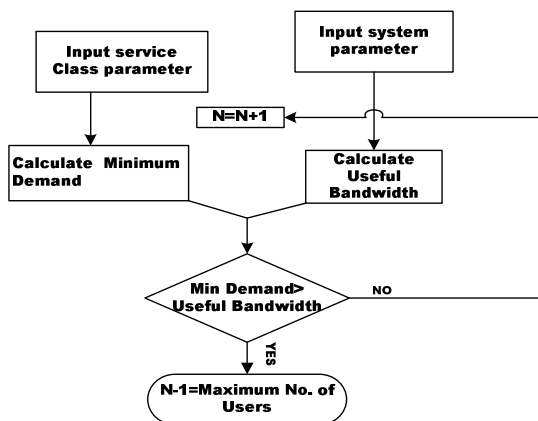 Input service
Class parameter
Input system
parameter
N=N+1
Calculate Minimum
Demand
Calculate
Useful
Bandwidth
Min Demand>
Useful Bandwidth
NO
YES
N-1=Maximum No. of
Users